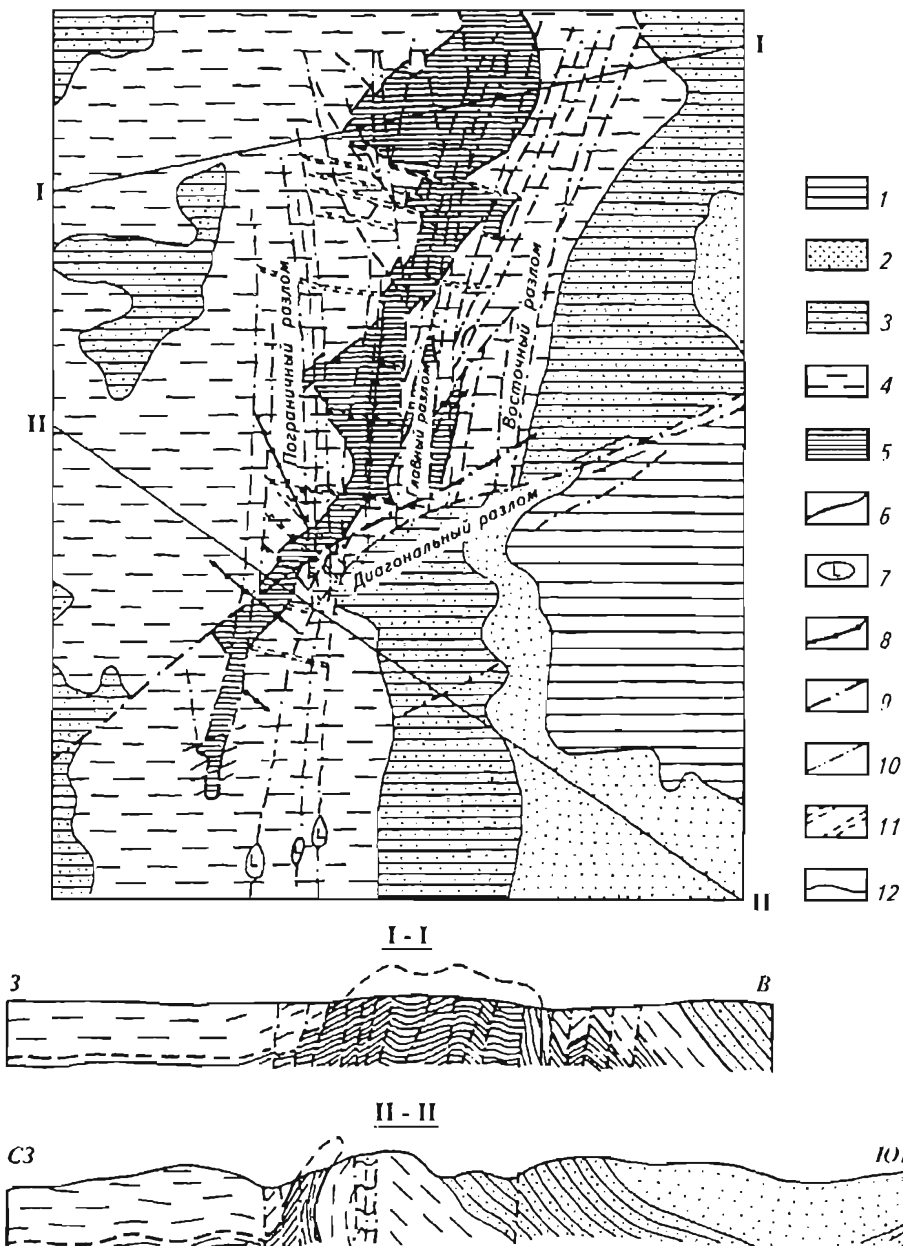 I
I
II
II
Пограничный разлом
Главный разлом
Восточный разлом
Диагональный разлом
L
L
L
1
2
3
4
5
6
7
8
9
10
11
12
I - I
З
В
II - II
СЗ